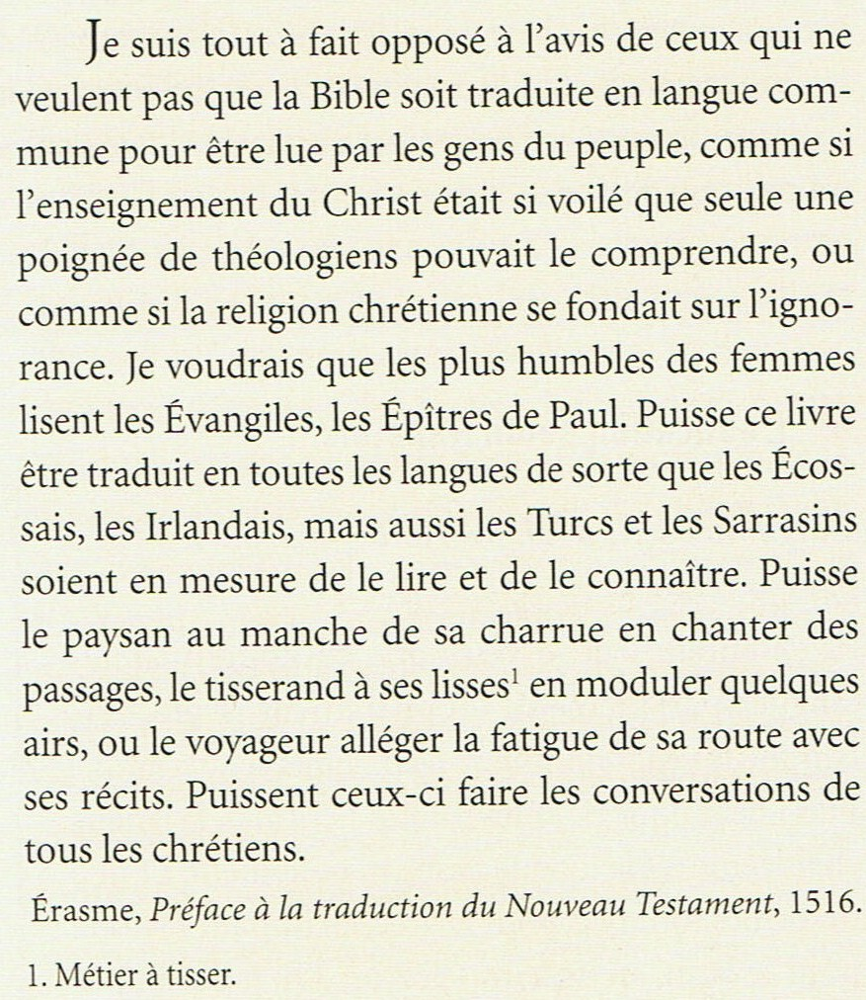 Je suis tout à fait opposé à l'avis de ceux qui ne
veulent pas que la Bible soit traduite en langue com-
mune pour être lue par les gens du peuple, comme si
l'enseignement du Christ était si voilé que seule une
poignée de théologiens pouvait le comprendre, ou
comme si la religion chrétienne se fondait sur l'igno-
rance. Je voudrais que les plus humbles des femmes
lisent les Évangiles, les Épîtres de Paul. Puisse ce livre
être traduit en toutes les langues de sorte que les Écos-
sais, les Irlandais, mais aussi les Turcs et les Sarrasins
soient en mesure de le lire et de le connaître. Puisse
le paysan au manche de sa charrue en chanter des
passages, le tisserand à ses lisses¹ en moduler quelques
airs, ou le voyageur alléger la fatigue de sa route avec
ses récits. Puissent ceux-ci faire les conversations de
tous les chrétiens.
Érasme, Préface à la traduction du Nouveau Testament, 1516.
1. Métier à tisser.